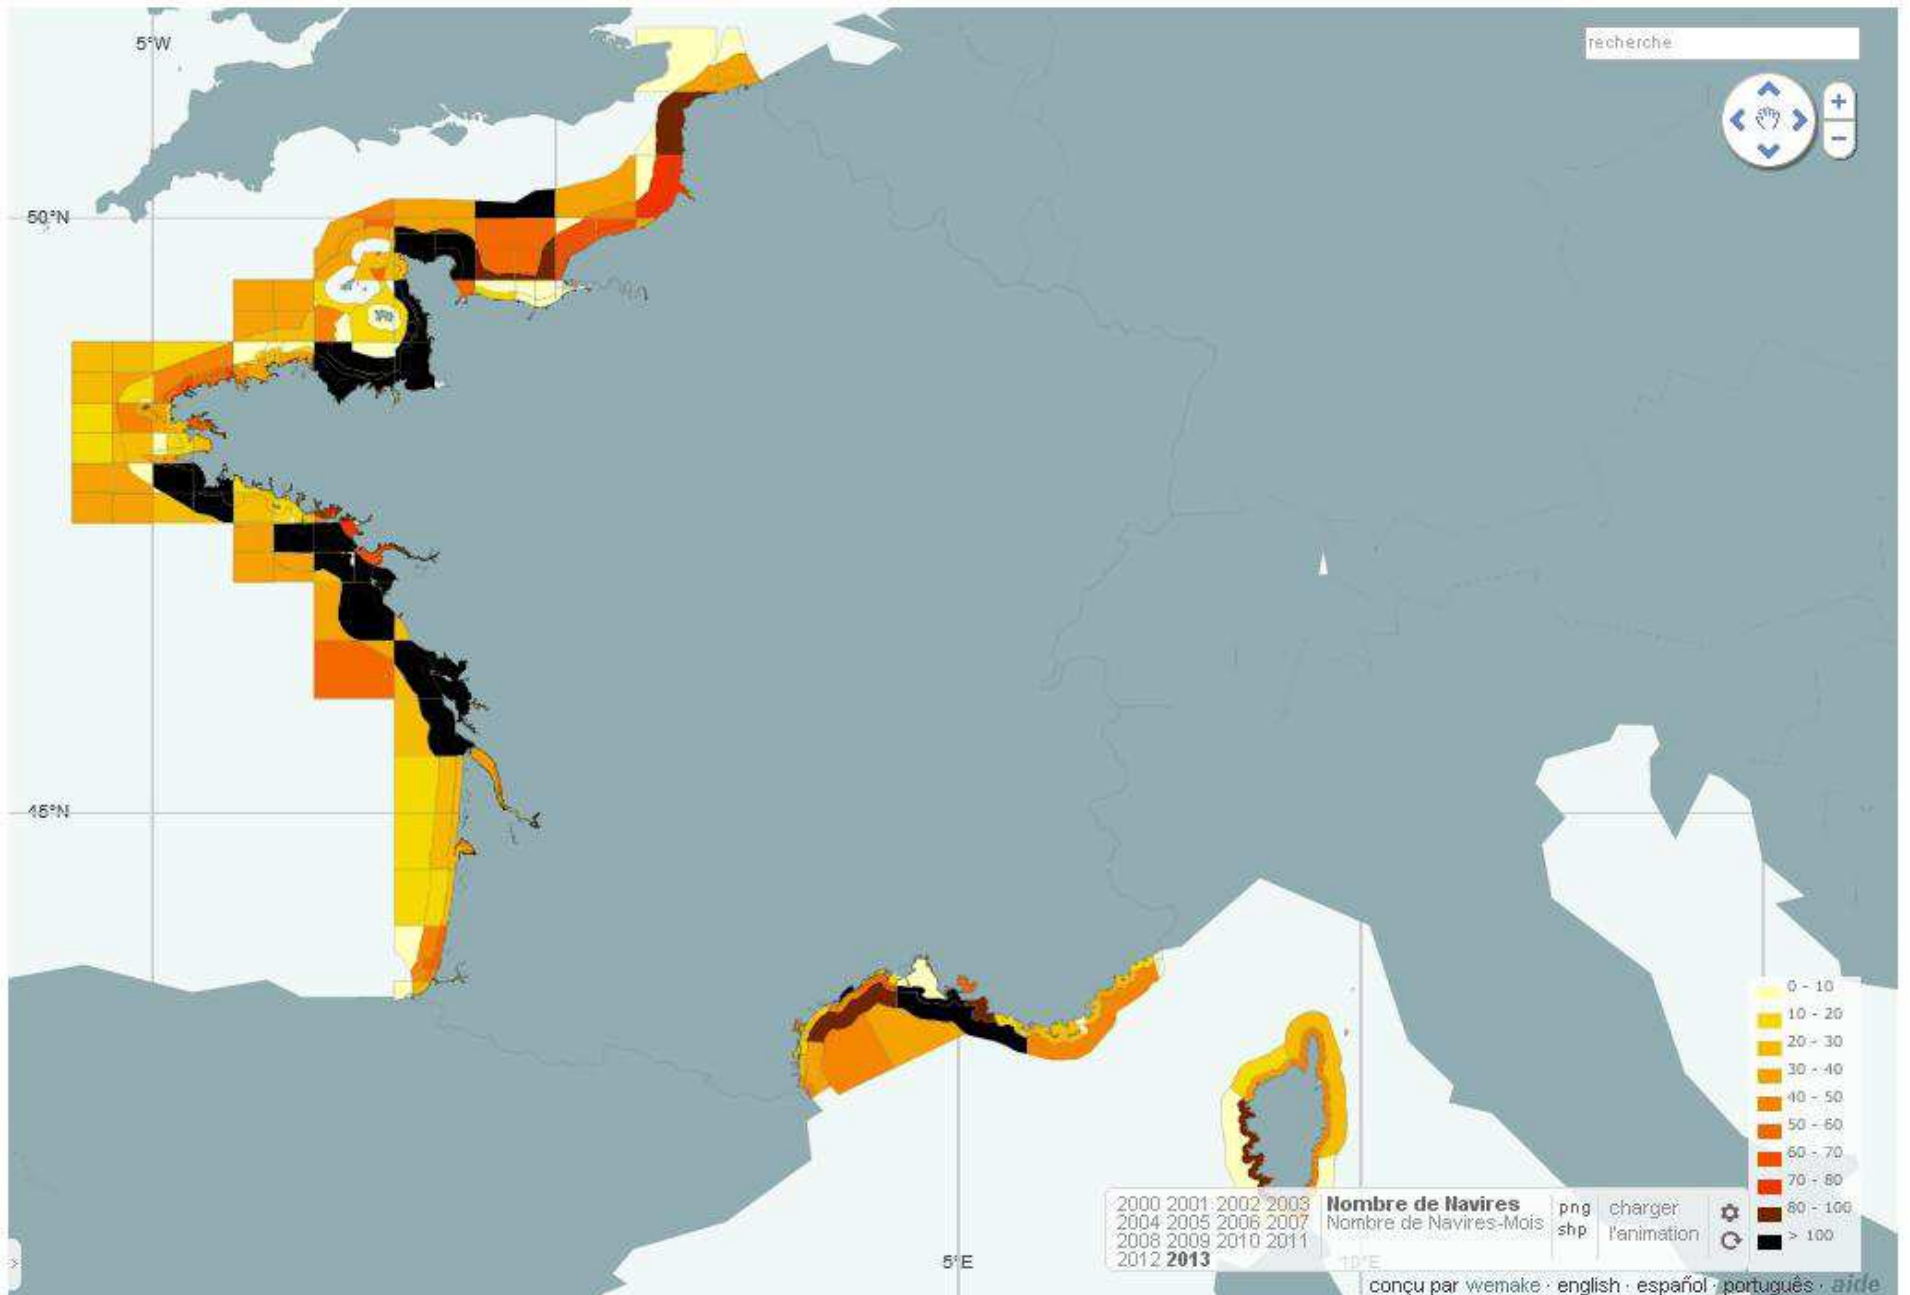 5°W
recherche
50°N
45°N
0 - 10
10 - 20
20 - 30
30 - 40
40 - 50
50 - 60
60 - 70
70 - 80
80 - 100
> 100
2000 2001 2002 2003
2004 2005 2006 2007
2008 2009 2010 2011
2012 2013
Nombre de Navires
Nombre de Navires-Mois
png
shp
charger
l'animation
5°E
10°E
conçu par wemake · english · español · português · aide